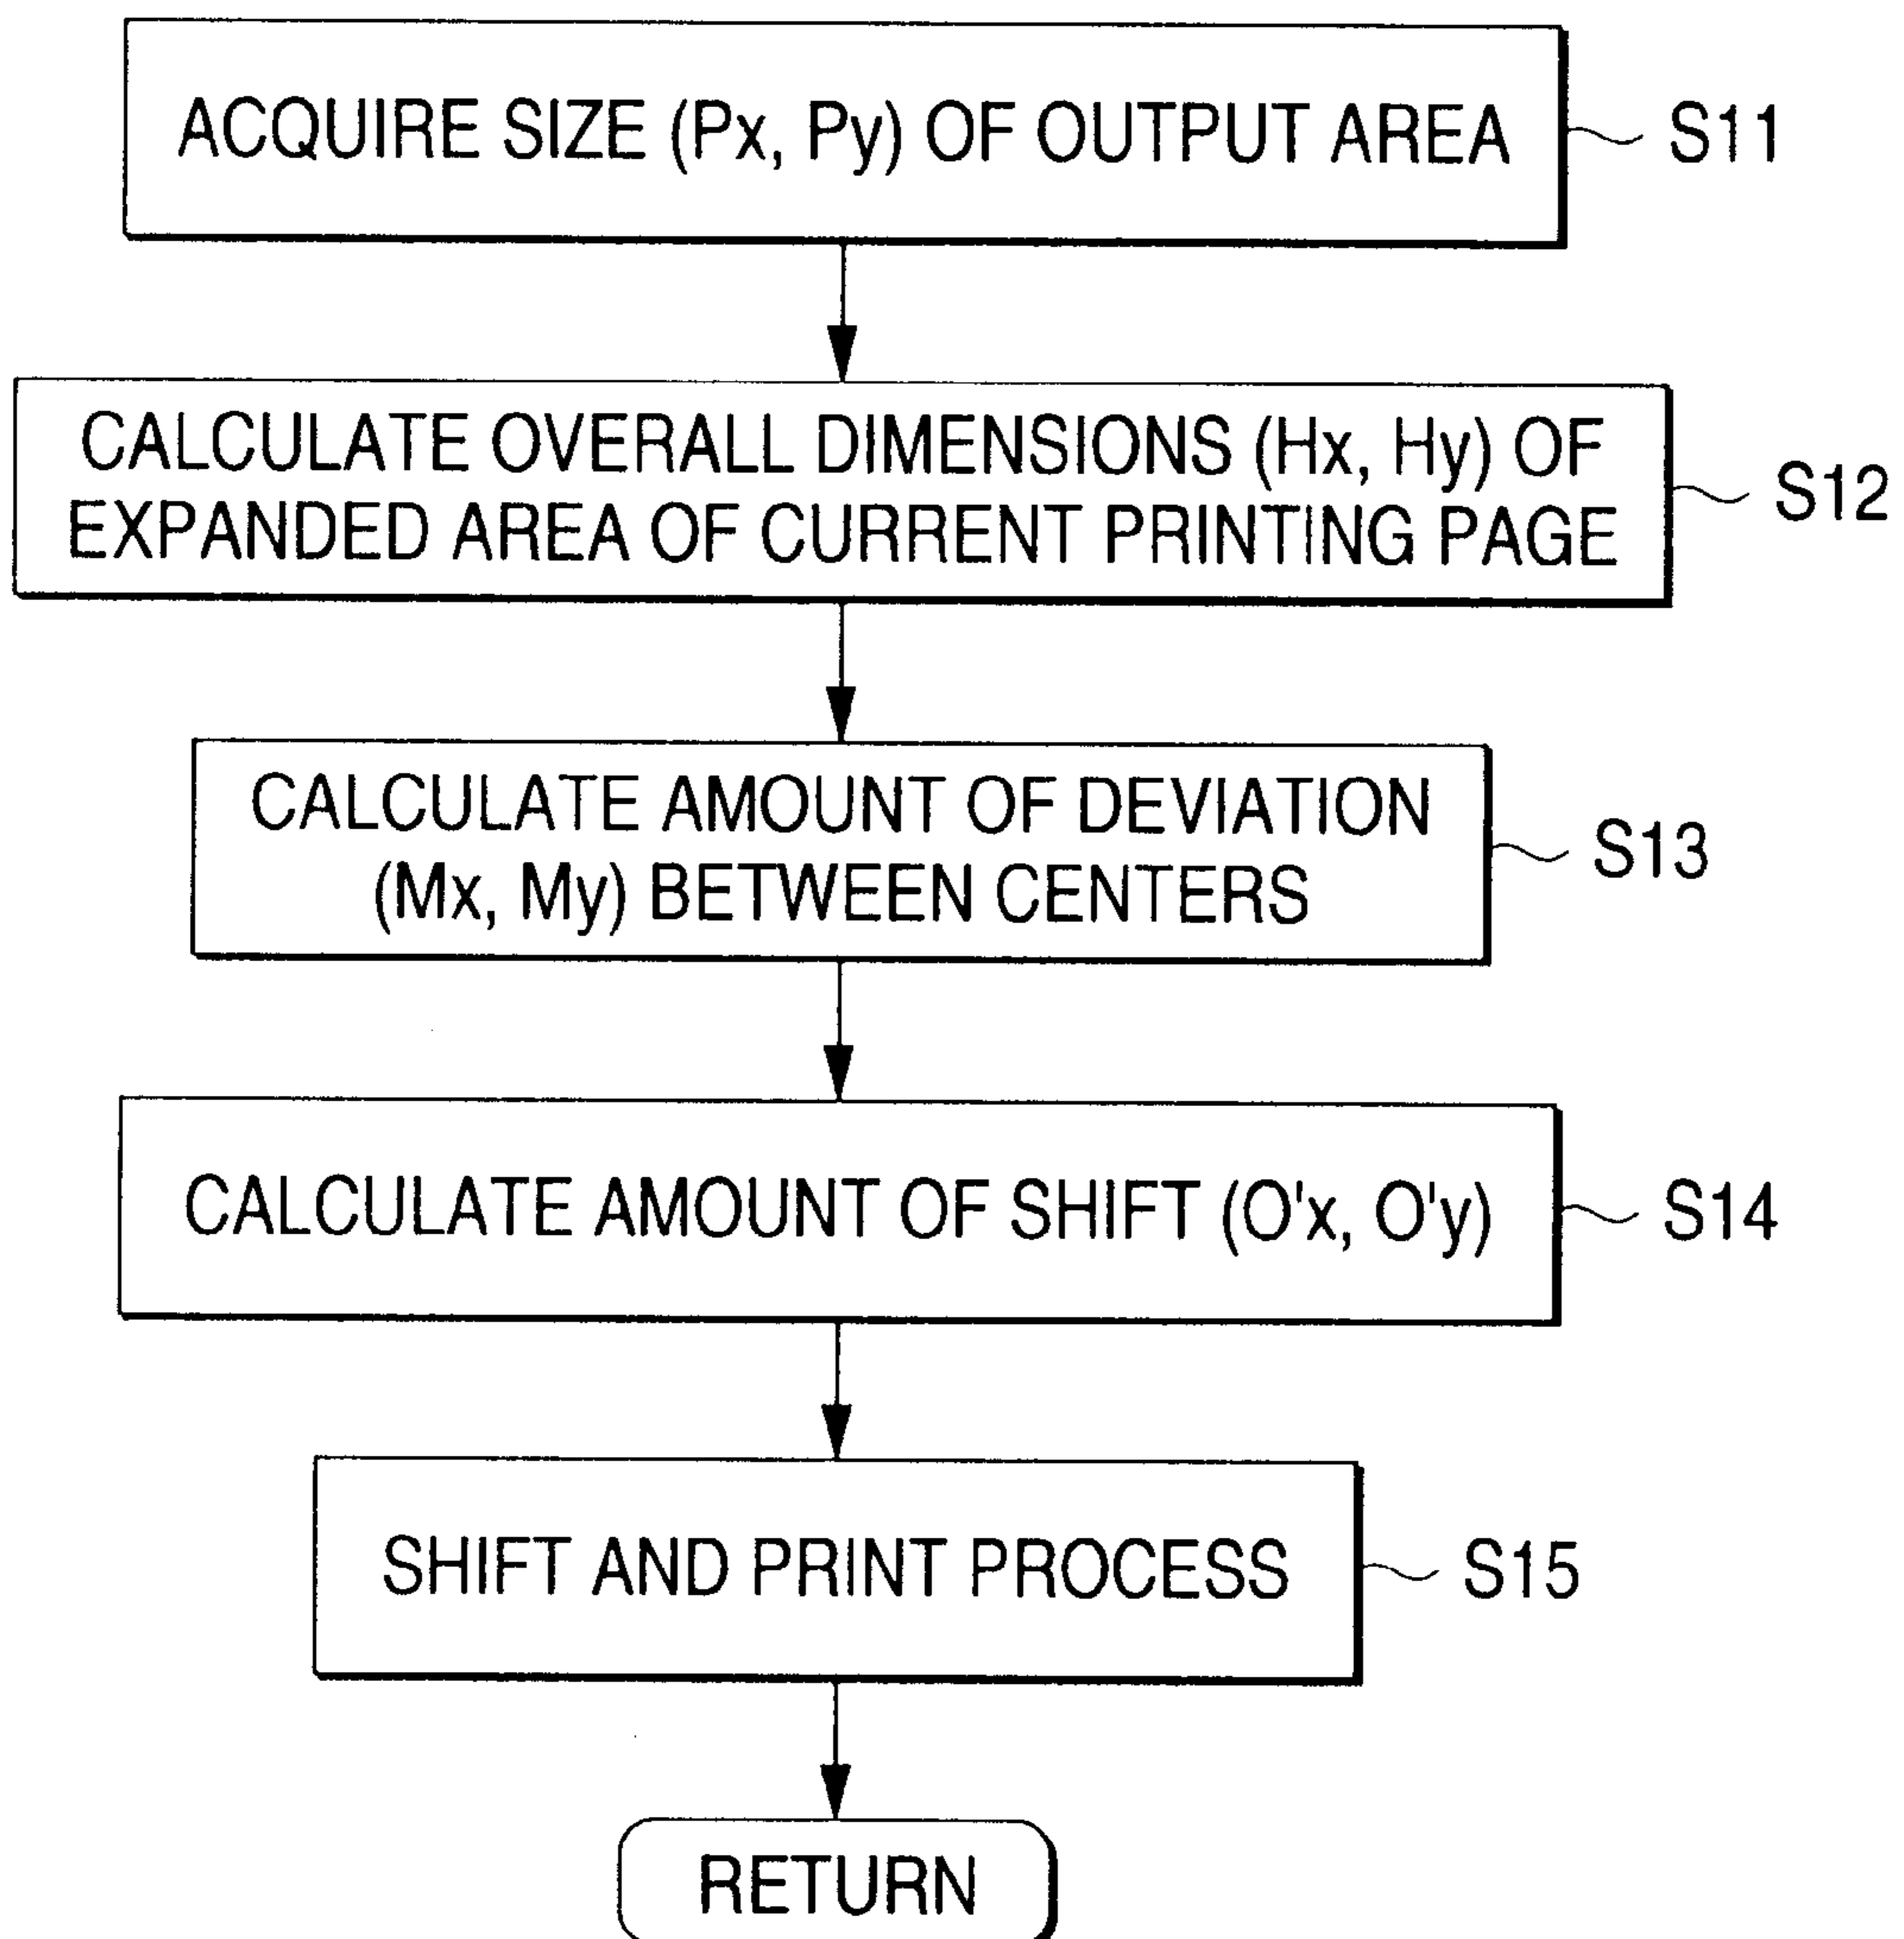 ACQUIRE SIZE (Px, Py) OF OUTPUT AREA
S11
CALCULATE OVERALL DIMENSIONS (Hx, Hy) OF
EXPANDED AREA OF CURRENT PRINTING PAGE
S12
CALCULATE AMOUNT OF DEVIATION
(Mx, My) BETWEEN CENTERS
S13
CALCULATE AMOUNT OF SHIFT (O'x, O'y)
S14
SHIFT AND PRINT PROCESS
S15
RETURN